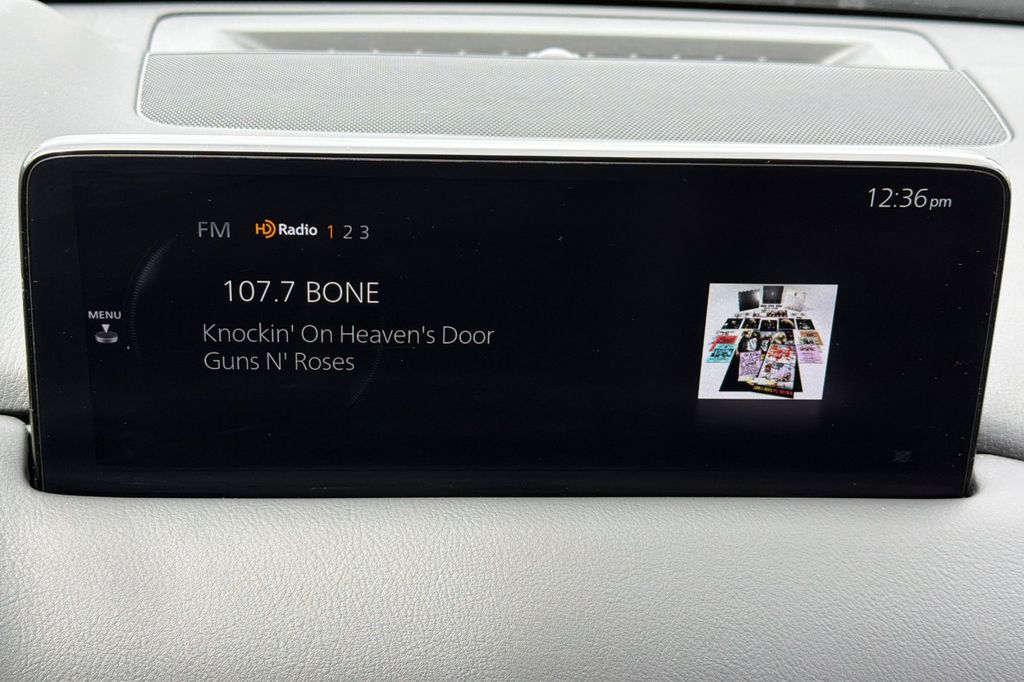 12:36pm
FM HD Radio 1 2 3
107.7 BONE
MENU
Knockin' On Heaven's Door
Guns N' Roses